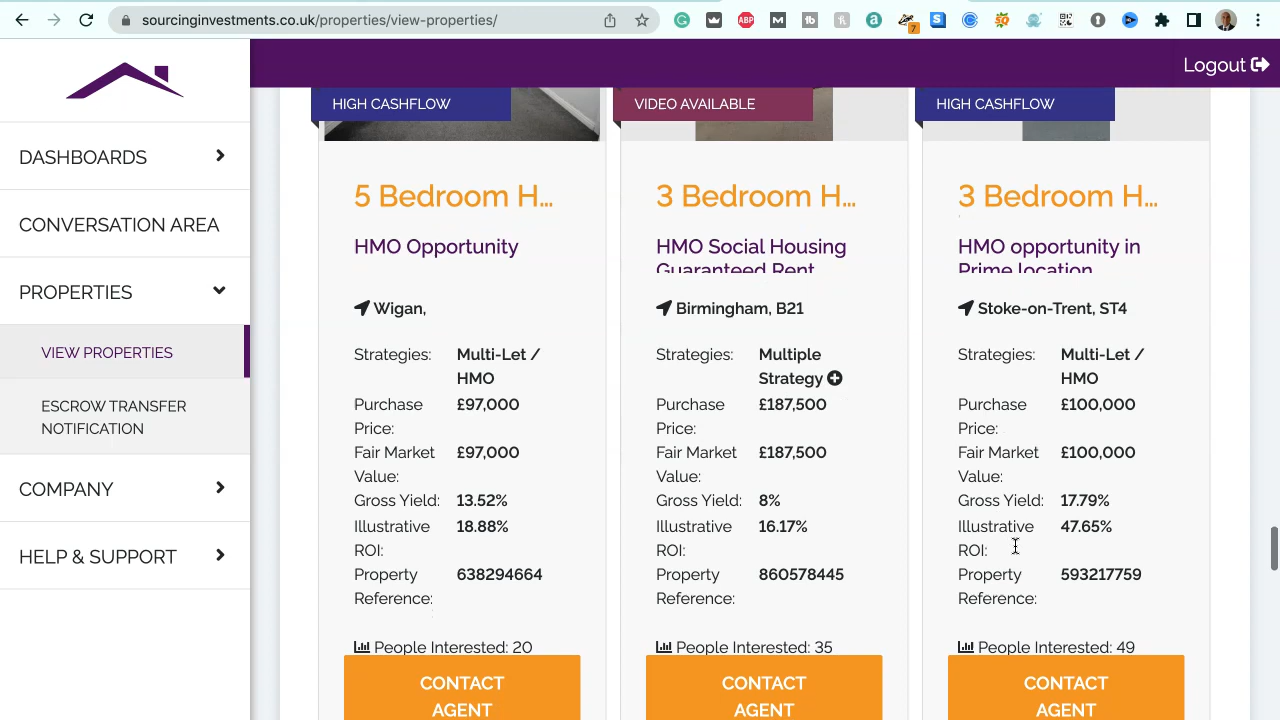 sourcinginvestments.co.uk/properties/view-properties/
ABP
7
Logout
DASHBOARDS
CONVERSATION AREA
PROPERTIES
VIEW PROPERTIES
ESCROW TRANSFER
NOTIFICATION
COMPANY
HELP & SUPPORT
HIGH CASHFLOW
5 Bedroom H...
HMO Opportunity
Wigan,
Strategies: Multi-Let /
HMO
Purchase £97,000
Price:
Fair Market £97,000
Value:
Gross Yield: 13.52%
Illustrative 18.88%
ROI:
Property 638294664
Reference:
People Interested: 20
CONTACT
AGENT
VIDEO AVAILABLE
3 Bedroom H...
HMO Social Housing
Guaranteed Rent
Birmingham, B21
Strategies: Multiple
Strategy
Purchase £187,500
Price:
Fair Market £187,500
Value:
Gross Yield: 8%
Illustrative 16.17%
ROI:
Property 860578445
Reference:
People Interested: 35
CONTACT
AGENT
HIGH CASHFLOW
3 Bedroom H...
HMO opportunity in
Prime location
Stoke-on-Trent, ST4
Strategies: Multi-Let /
HMO
Purchase £100,000
Price:
Fair Market £100,000
Value:
Gross Yield: 17.79%
Illustrative 47.65%
ROI:
Property 593217759
Reference:
People Interested: 49
CONTACT
AGENT